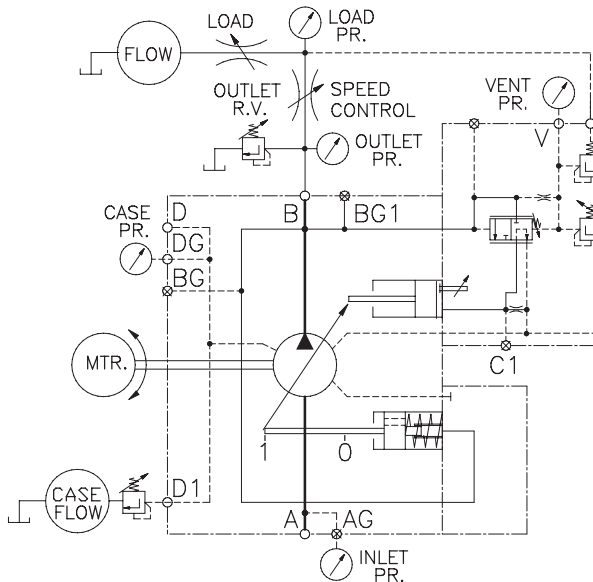 LOAD
LOAD
PR.
FLOW
OUTLET
R.V.
SPEED
CONTROL
VENT
PR.
OUTLET
PR.
V
CASE
PR.
D
B
BG1
DG
BG
MTR.
C1
1
0
CASE
FLOW
D1
A
AG
INLET
PR.